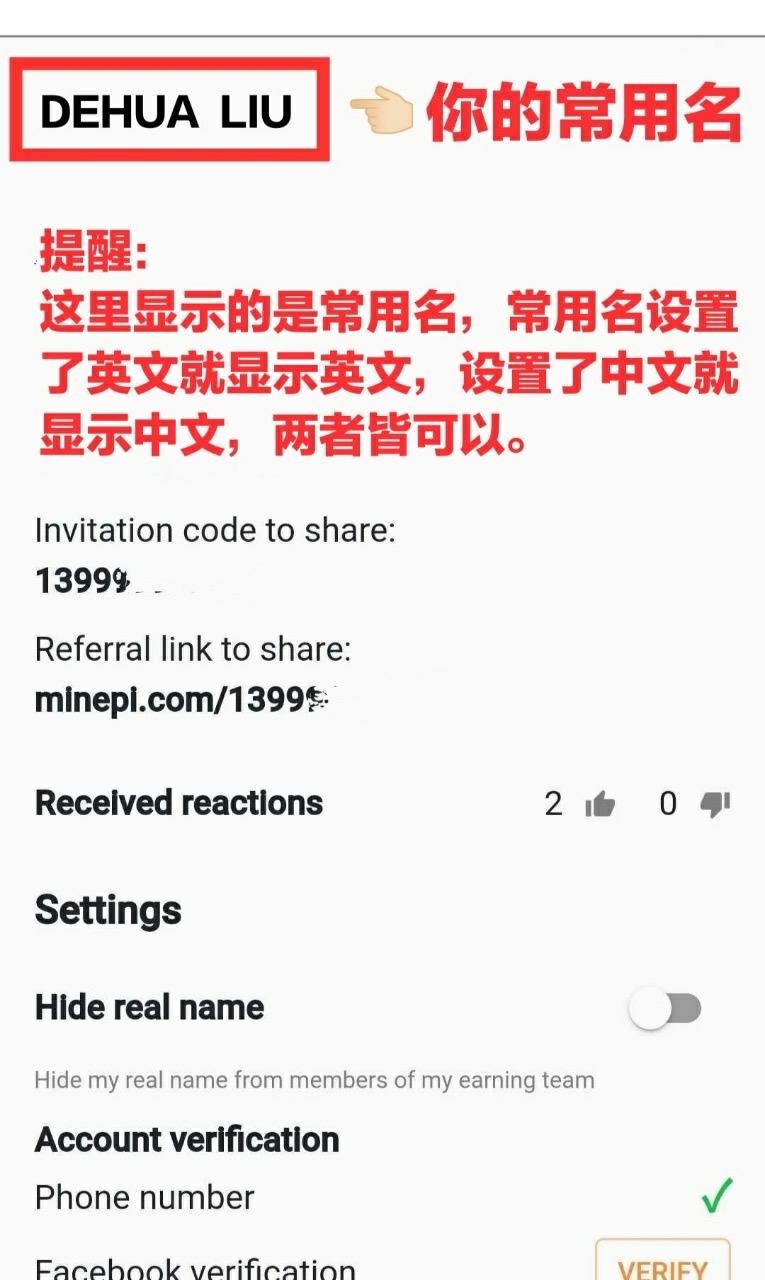 DEHUA LIU 你的常用名
提醒:
这里显示的是常用名，常用名设置
了英文就显示英文，设置了中文就
显示中文，两者皆可以。
Invitation code to share:
13999
Referral link to share:
minepi.com/1399
Received reactions 2 0
Settings
Hide real name
Hide my real name from members of my earning team
Account verification
Phone number
Facebook verification VERIFY